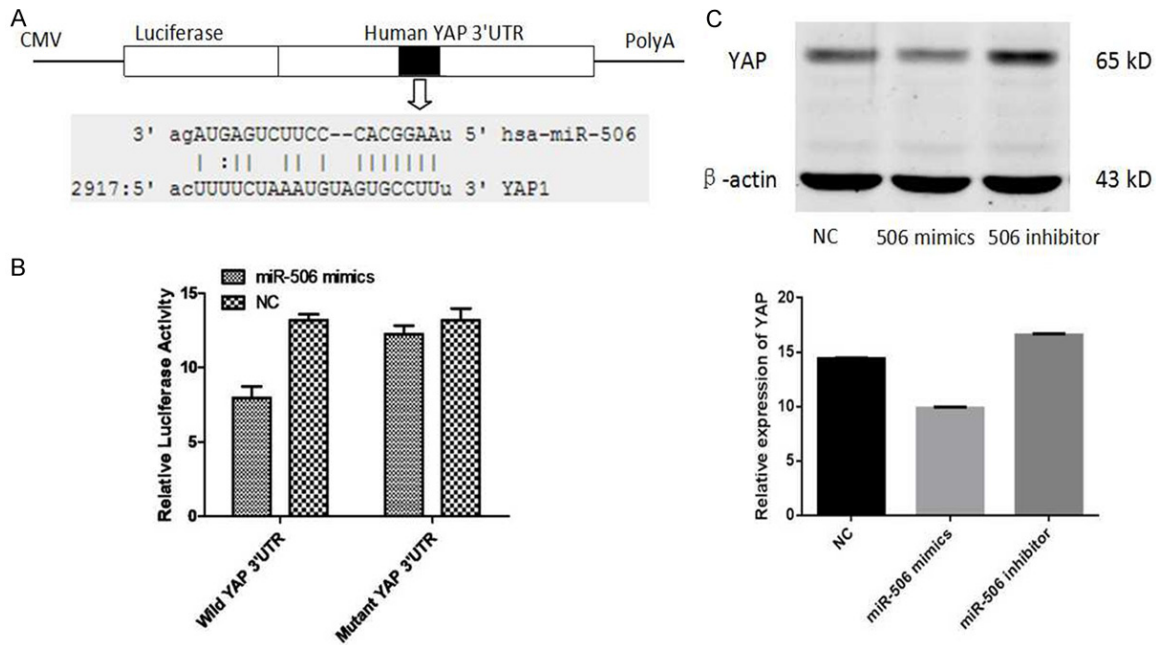 A
Luciferase
Human YAP 3'UTR
CMV
PolyA
3' agAUGAGUCUUCC--CACGGAAu 5' hsa-miR-506
| :|| || | |||||||
2917:5' acUUUUCUAAAUGUAGUGCCUUu 3' YAP1
B
miR-506 mimics
NC
Relative Luciferase Activity
15
10
5
0
Wild YAP 3'UTR
Mutant YAP 3'UTR
C
YAP
65 kD
β-actin
43 kD
NC
506 mimics
506 inhibitor
Relative expression of YAP
20
15
10
5
0
NC
miR-506 mimics
miR-506 inhibitor